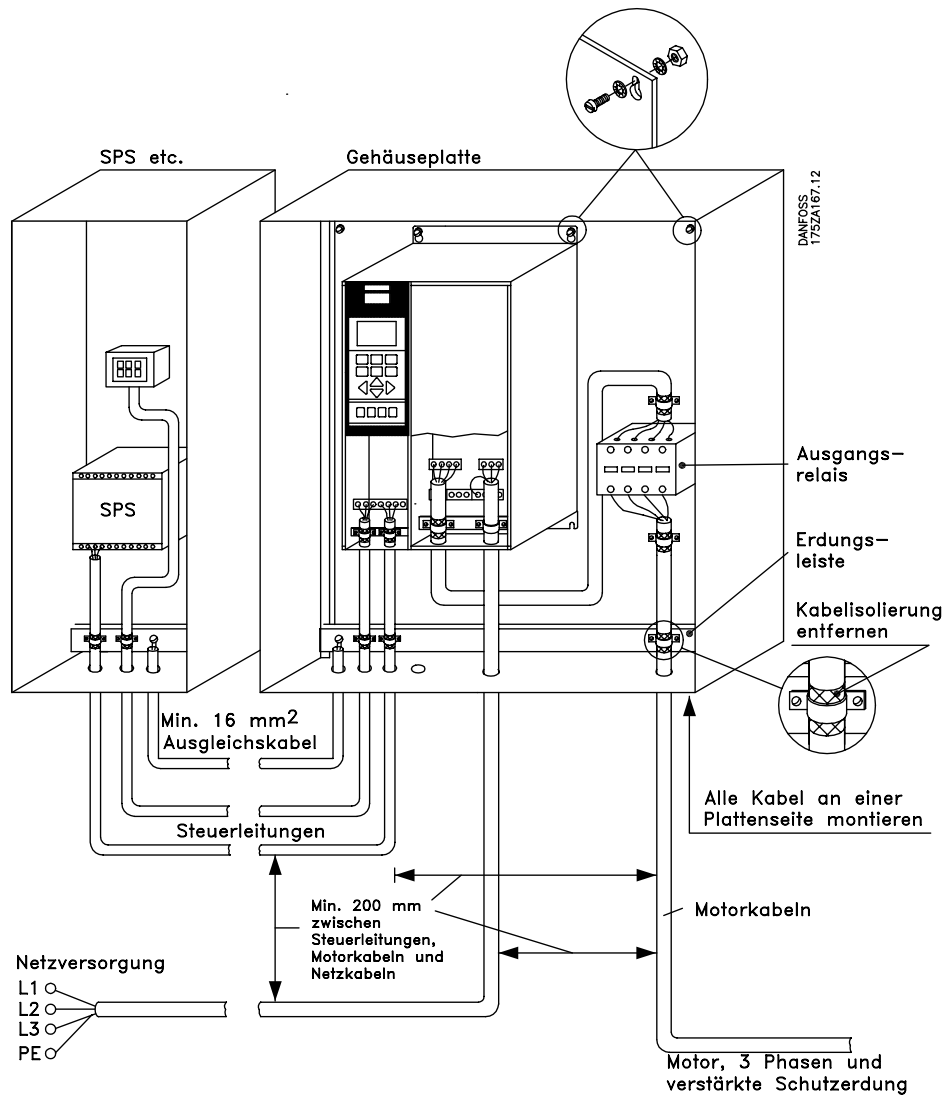 SPS etc.
Gehäuseplatte
DANFOSS
175ZA167.12
SPS
Ausgangs-
relais
Erdungs-
leiste
Kabelisolierung
entfernen
Min. 16 mm2
Ausgleichskabel
Alle Kabel an einer
Plattenseite montieren
Steuerleitungen
Min. 200 mm
zwischen
Steuerleitungen,
Motorkabeln und
Netzkabeln
Motorkabeln
Netzversorgung
L1
L2
L3
PE
Motor, 3 Phasen und
verstärkte Schutzerdung